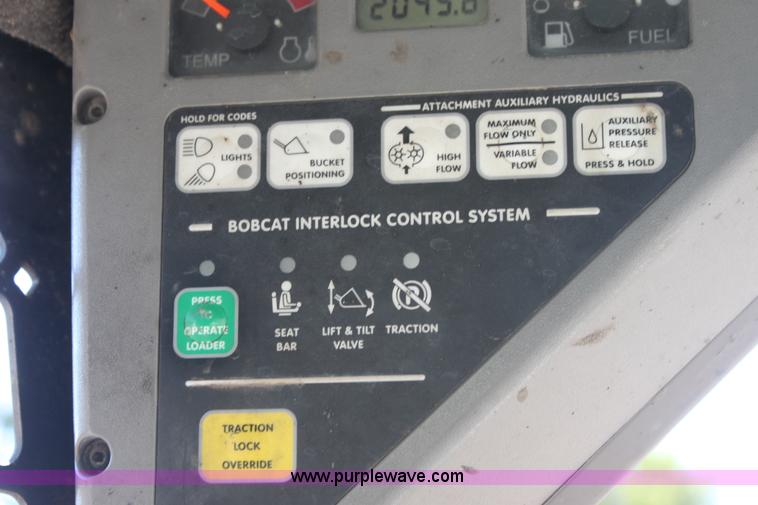 2045.8
TEMP
FUEL
HOLD FOR CODES
ATTACHMENT AUXILIARY HYDRAULICS
LIGHTS
BUCKET
POSITIONING
HIGH
FLOW
MAXIMUM
FLOW ONLY
VARIABLE
FLOW
AUXILIARY
PRESSURE
RELEASE
PRESS & HOLD
BOBCAT INTERLOCK CONTROL SYSTEM
PRESS
TO
OPERATE
LOADER
SEAT
BAR
LIFT & TILT
VALVE
TRACTION
TRACTION
LOCK
OVERRIDE
www.purplewave.com